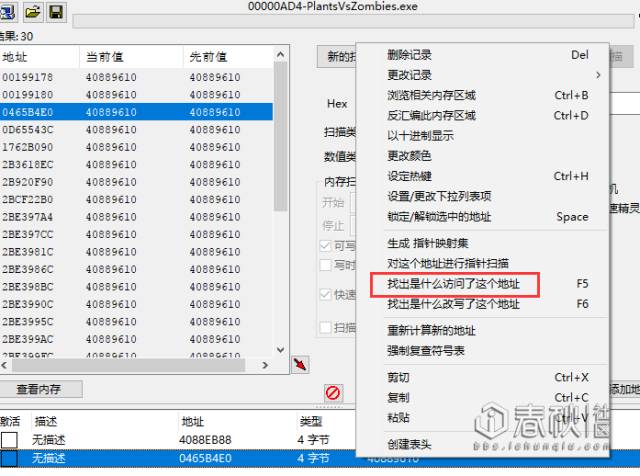 00000AD4-PlantsVsZombies.exe
结果: 30
地址 当前值 先前值
00199178 40889610 40889610
00199180 40889610 40889610
0465B4E0 40889610 40889610
0D65543C 40889610 40889610
1762B090 40889610 40889610
2B3618EC 40889610 40889610
2B920F90 40889610 40889610
2BCF22B0 40889610 40889610
2BE397A4 40889610 40889610
2BE397CC 40889610 40889610
2BE3981C 40889610 40889610
2BE3986C 40889610 40889610
2BE398BC 40889610 40889610
2BE3990C 40889610 40889610
2BE3995C 40889610 40889610
2BE399AC 40889610 40889610
新的扫
描
Hex
扫描类
数值类
内存扫
开始
停止
可写
写时
快速
扫描
机
速精灵
删除记录 Del
更改记录
浏览相关内存区域 Ctrl+B
反汇编此内存区域 Ctrl+D
以十进制显示
更改颜色
设定热键 Ctrl+H
设置/更改下拉列表项
锁定/解锁选中的地址 Space
生成 指针映射集
对这个地址进行指针扫描
找出是什么访问了这个地址 F5
找出是什么改写了这个地址 F6
重新计算新的地址
强制复查符号表
剪切 Ctrl+X
复制 Ctrl+C
粘贴 Ctrl+V
创建表头
查看内存
添加地
激活 描述 地址 类型
无描述 4088EB88 4 字节
无描述 0465B4E0 4 字节 40889610
春秋社区
bbs.ichunqiu.com